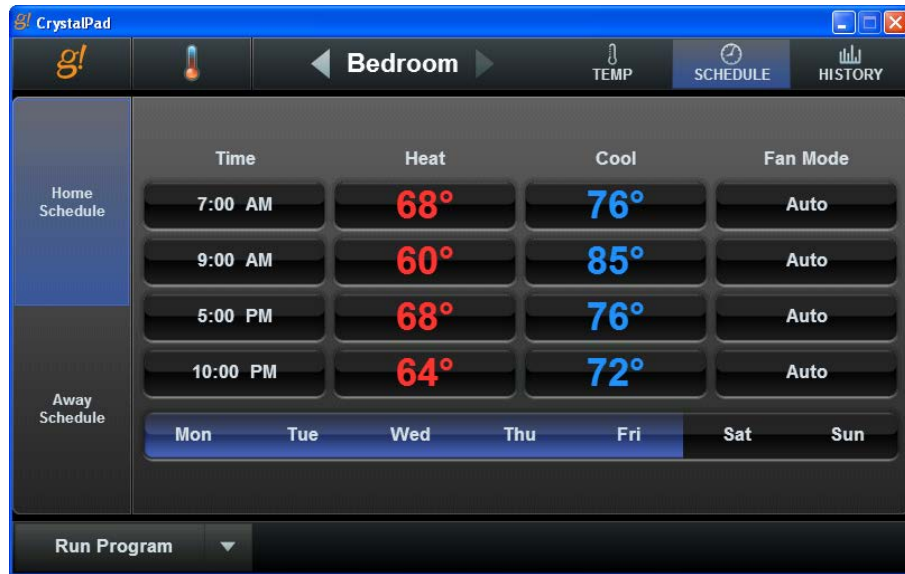 g! CrystalPad
g! Bedroom TEMP SCHEDULE HISTORY
Home Schedule
Away Schedule
Time Heat Cool Fan Mode
7:00 AM 68° 76° Auto
9:00 AM 60° 85° Auto
5:00 PM 68° 76° Auto
10:00 PM 64° 72° Auto
Mon Tue Wed Thu Fri Sat Sun
Run Program